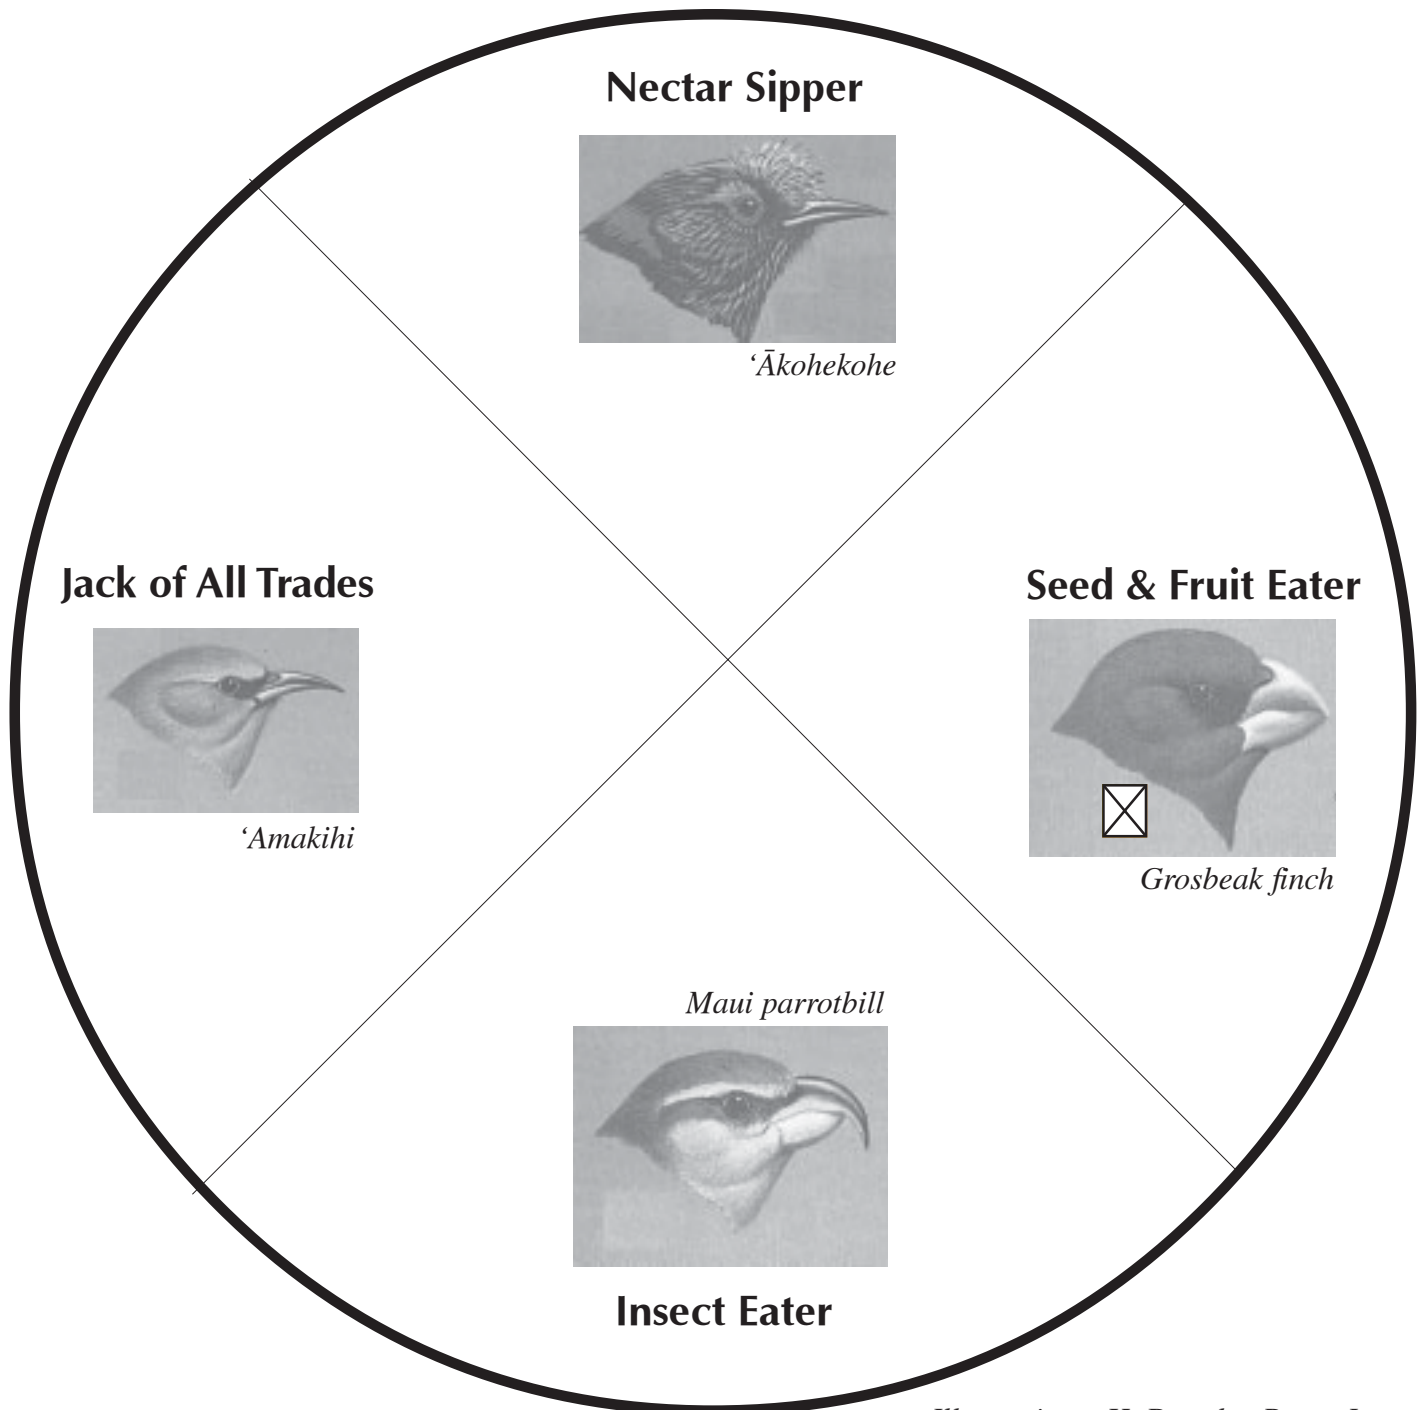 Nectar Sipper
‘Ākohekohe
Jack of All Trades
‘Amakihi
Seed & Fruit Eater
Grosbeak finch
Maui parrotbill
Insect Eater